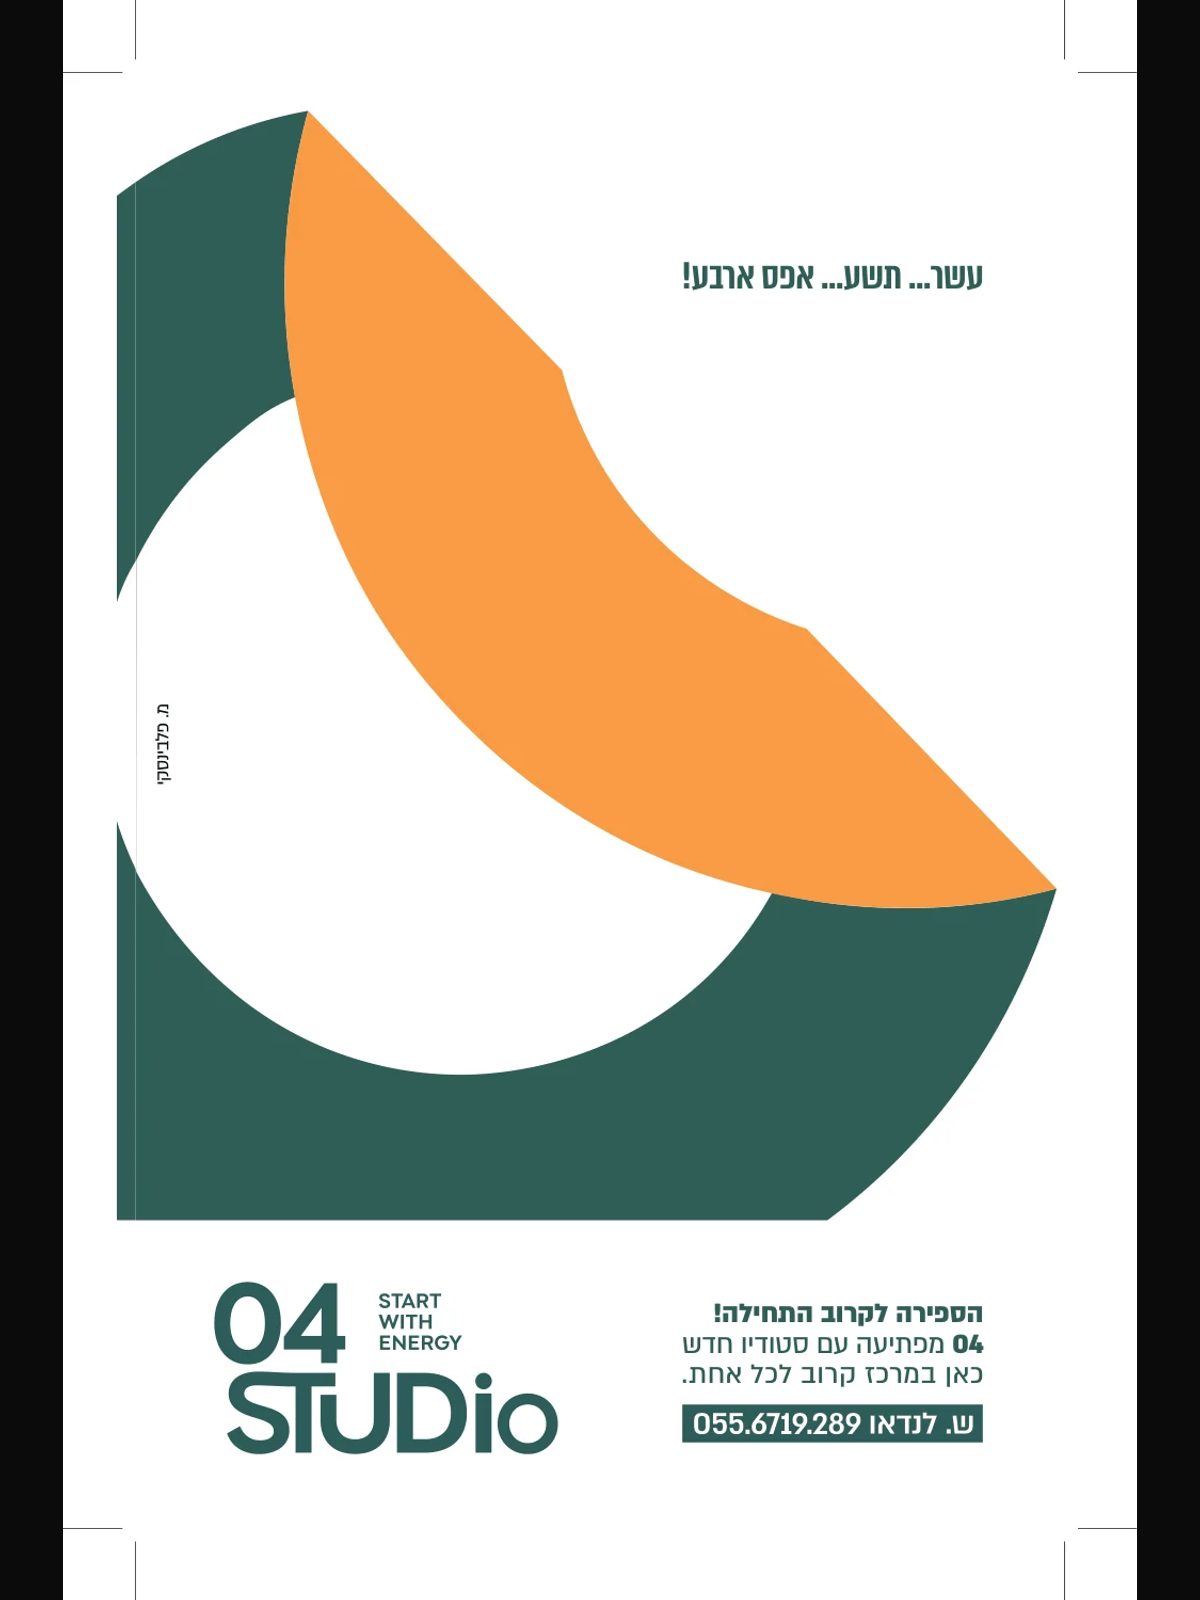 עשר... תשע... אפס ארבע!
מ. פלבינסקי
04
START
WITH
ENERGY
STUDio
הספירה לקרוב התחילה!
04 מפתיעה עם סטודיו חדש
כאן במרכז קרוב לכל אחת.
ש. לנדאו 055.6719.289